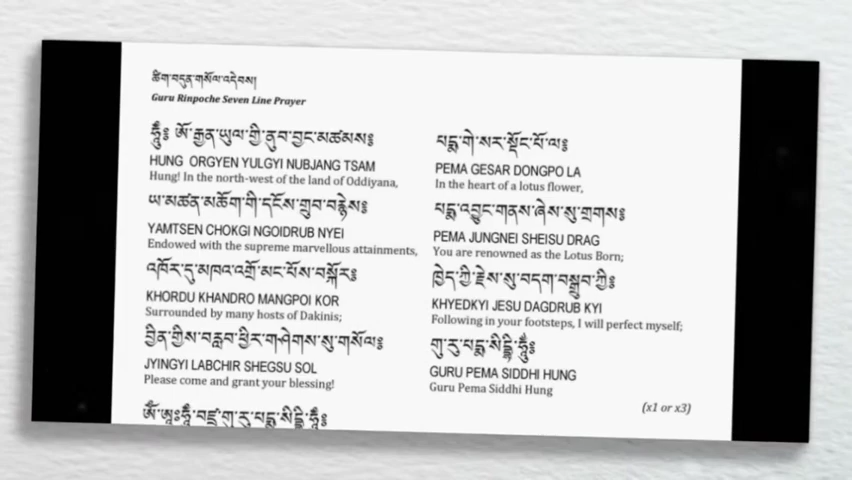 ཚིག་བདུན་གསོལ་འདེབས།
Guru Rinpoche Seven Line Prayer
ཧཱུྃ༔ ཨོ་རྒྱན་ཡུལ་གྱི་ནུབ་བྱང་མཚམས༔
HUNG ORGYEN YULGYI NUBJANG TSAM
Hung! In the north-west of the land of Oddiyana,
པདྨ་གེ་སར་སྡོང་པོ་ལ༔
PEMA GESAR DONGPO LA
In the heart of a lotus flower,
ཡ་མཚན་མཆོག་གི་དངོས་གྲུབ་བརྙེས༔
YAMTSEN CHOKGI NGOIDRUB NYEI
Endowed with the supreme marvellous attainments,
པདྨ་འབྱུང་གནས་ཞེས་སུ་གྲགས༔
PEMA JUNGNEI SHEISU DRAG
You are renowned as the Lotus Born;
འཁོར་དུ་མཁའ་འགྲོ་མང་པོས་བསྐོར༔
KHORDU KHANDRO MANGPOI KOR
Surrounded by many hosts of Dakinis;
ཁྱེད་ཀྱི་རྗེས་སུ་བདག་བསྒྲུབ་ཀྱི༔
KHYEDKYI JESU DAGDRUB KYI
Following in your footsteps, I will perfect myself;
བྱིན་གྱིས་བརླབ་ཕྱིར་གཤེགས་སུ་གསོལ༔
JYINGYI LABCHIR SHEGSU SOL
Please come and grant your blessing!
གུ་རུ་པདྨ་སིདྡྷི་ཧཱུྃ༔
GURU PEMA SIDDHI HUNG
Guru Pema Siddhi Hung
(x1 or x3)
ཨོཾ་ཨཱཿཧཱུྃ་བཛྲ་གུ་རུ་པདྨ་སིདྡྷི་ཧཱུྃ༔